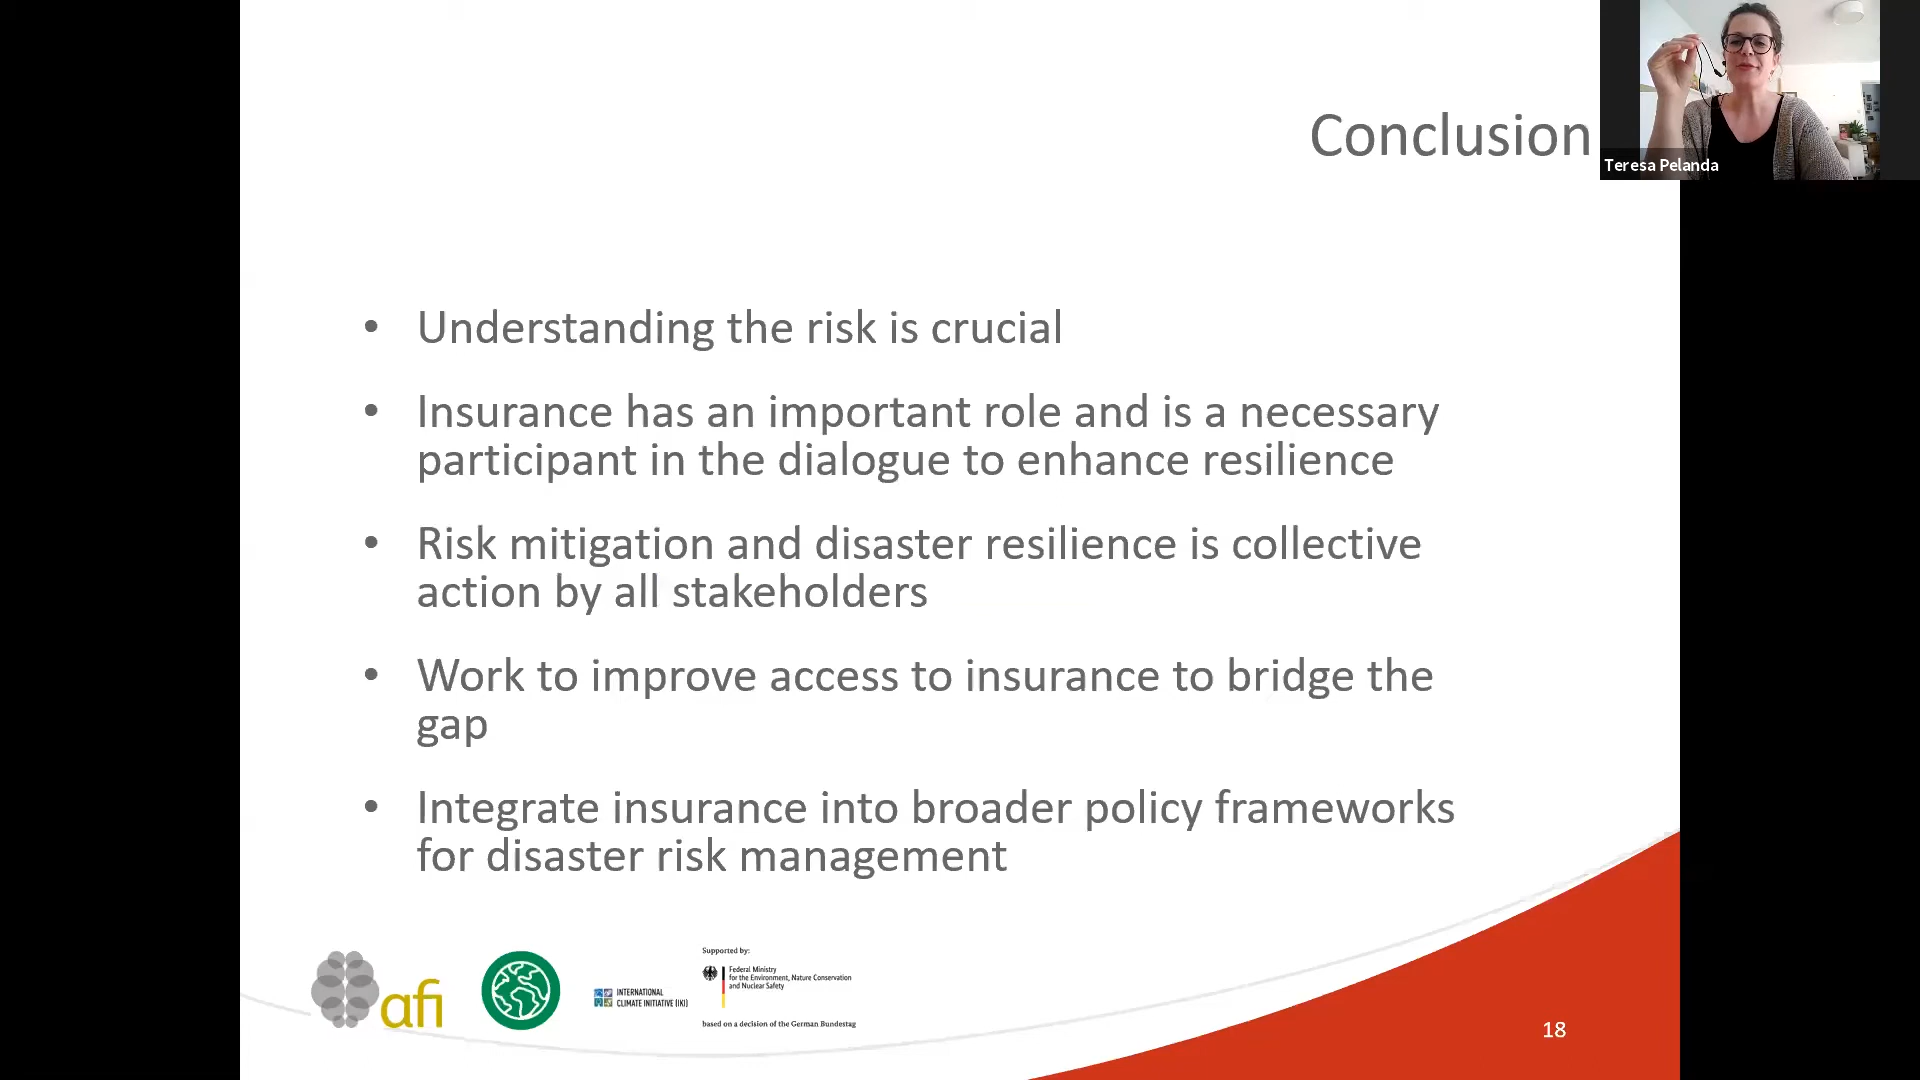 Conclusion
Teresa Pelanda
• Understanding the risk is crucial
• Insurance has an important role and is a necessary
participant in the dialogue to enhance resilience
• Risk mitigation and disaster resilience is collective
action by all stakeholders
• Work to improve access to insurance to bridge the
gap
• Integrate insurance into broader policy frameworks
for disaster risk management
afi
INTERNATIONAL
CLIMATE INITIATIVE (IKI)
Supported by:
Federal Ministry
for the Environment, Nature Conservation
and Nuclear Safety
based on a decision of the German Bundestag
18